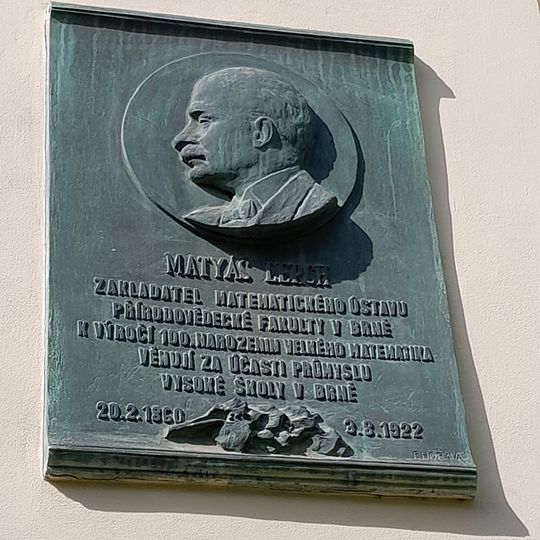 MATYÁŠ LERCH
ZAKLADATEL MATEMATICKÉHO ÚSTAVU
PŘÍRODOVĚDECKÉ FAKULTY V BRNĚ
K VÝROČÍ 100. NAROZENIN VELKÉHO MATEMATIKA
VĚNUJÍ ZA ÚČASTI PRŮMYSLU
VYSOKÉ ŠKOLY V BRNĚ
20.2.1860 3.8.1922
E.HORAVA